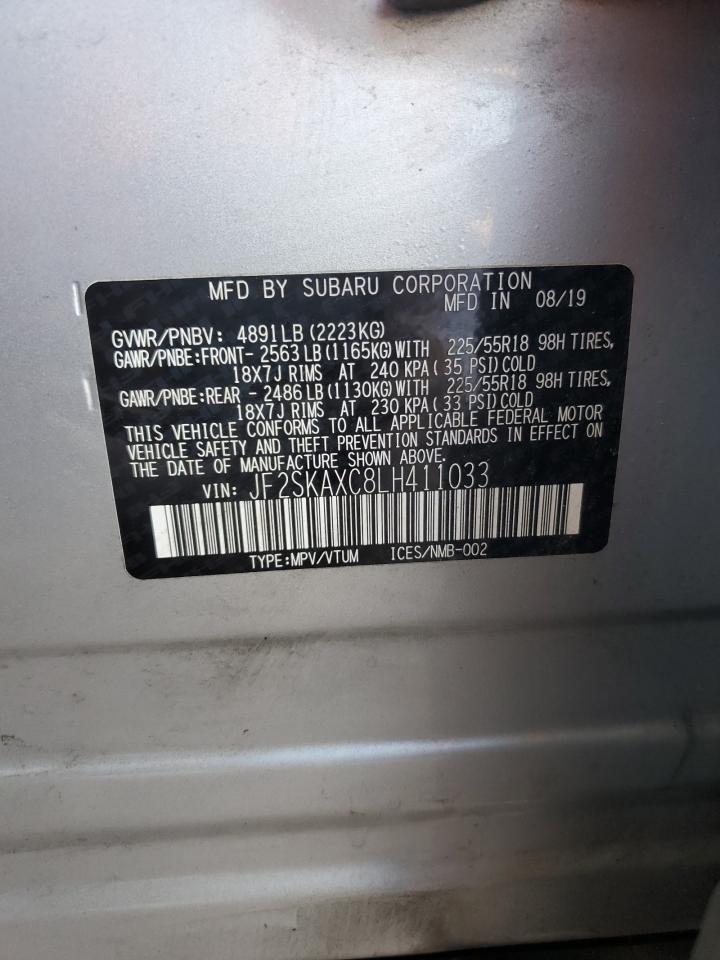 MFD BY SUBARU CORPORATION
MFD IN 08/19
GVWR/PNBV: 4891LB (2223KG)
GAWR/PNBE:FRONT- 2563 LB (1165KG) WITH 225/55R18 98H TIRES,
18X7J RIMS AT 240 KPA ( 35 PSI) COLD
GAWR/PNBE:REAR - 2486 LB (1130KG) WITH 225/55R18 98H TIRES,
18X7J RIMS AT 230 KPA ( 33 PSI) COLD
THIS VEHICLE CONFORMS TO ALL APPLICABLE FEDERAL MOTOR
VEHICLE SAFETY AND THEFT PREVENTION STANDARDS IN EFFECT ON
THE DATE OF MANUFACTURE SHOWN ABOVE.
VIN: JF2SKAXC8LH411033
TYPE:MPV/VTUM ICES/NMB-002